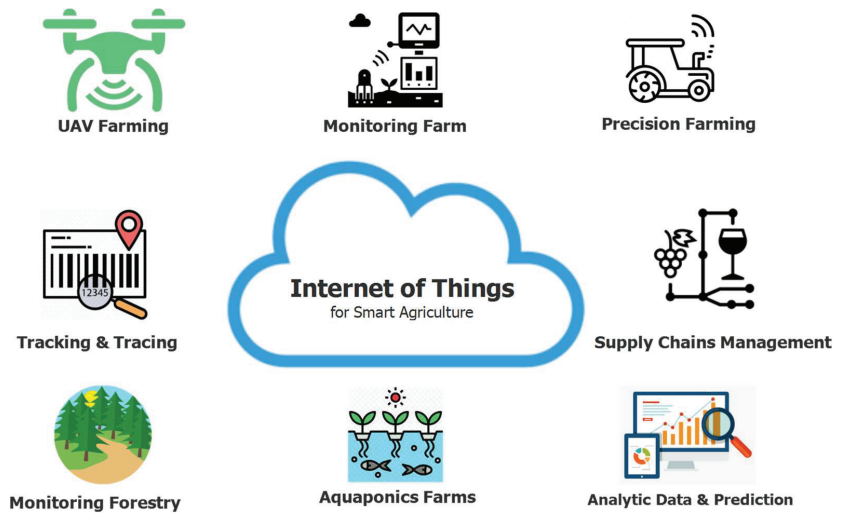 UAV Farming
Monitoring Farm
Precision Farming
Internet of Things
for Smart Agriculture
12345
Tracking & Tracing
Supply Chains Management
Monitoring Forestry
Aquaponics Farms
Analytic Data & Prediction